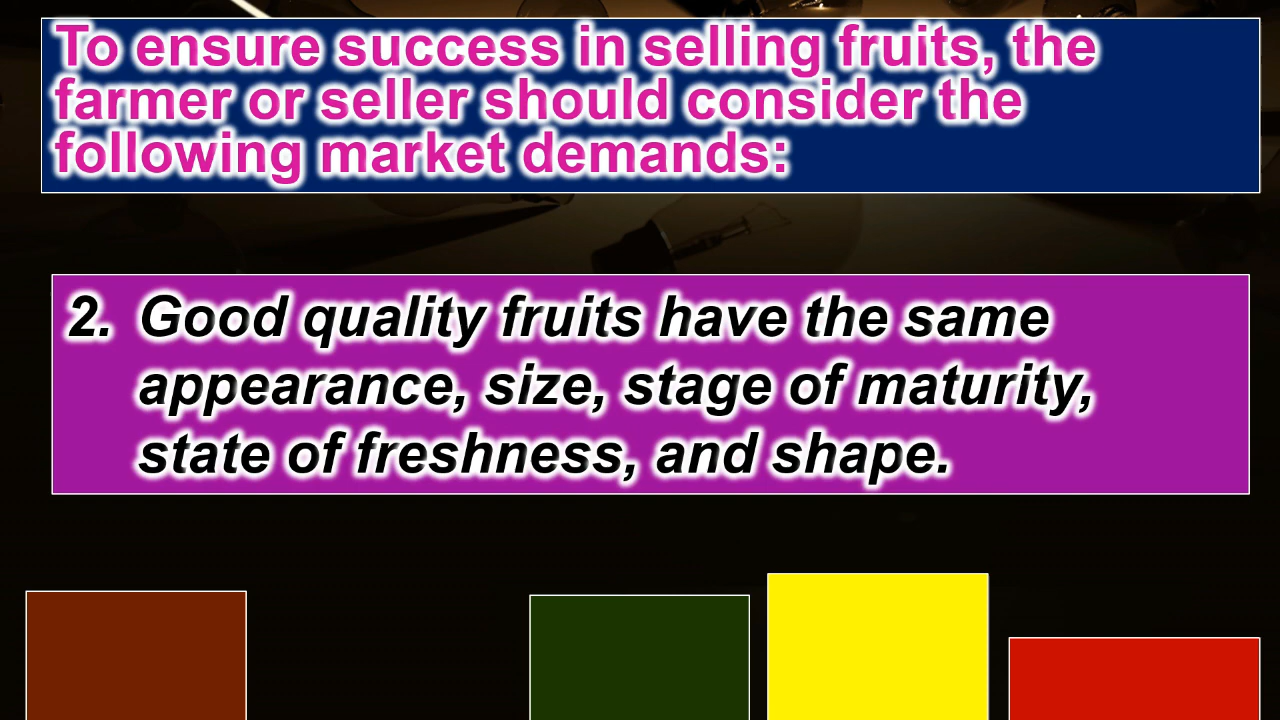 To ensure success in selling fruits, the
farmer or seller should consider the
following market demands:
2. Good quality fruits have the same
appearance, size, stage of maturity,
state of freshness, and shape.